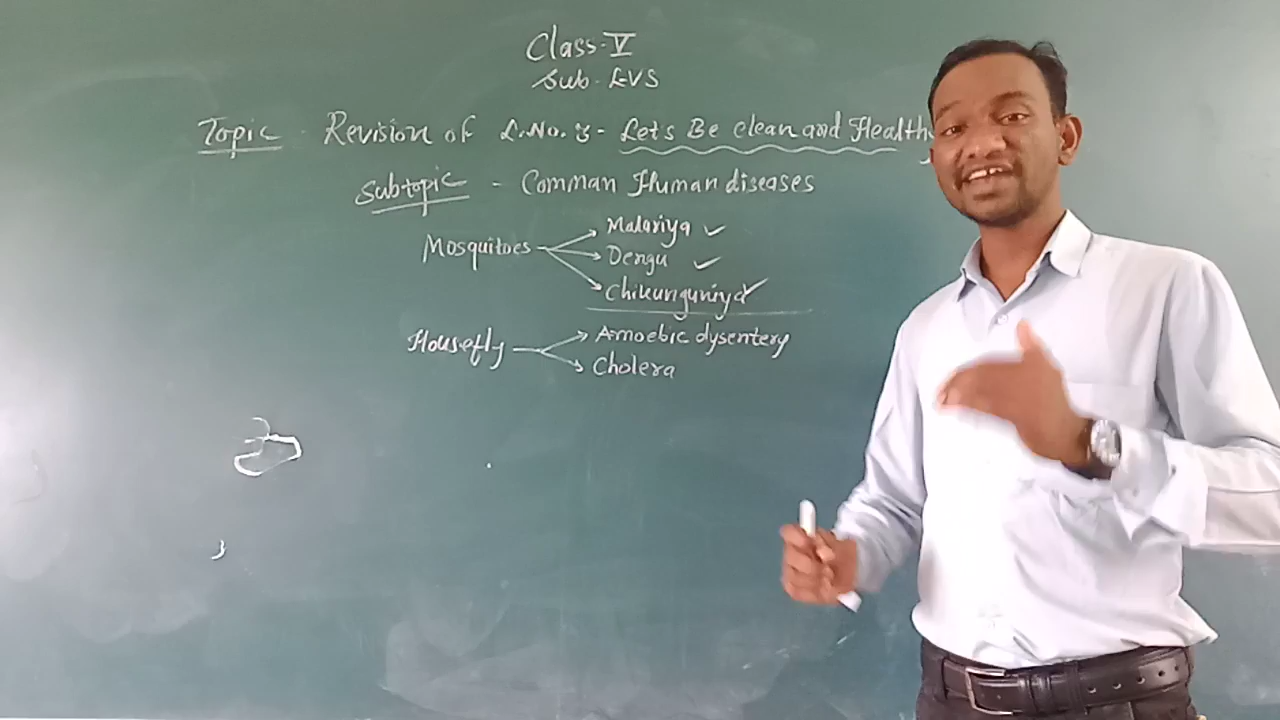 Class-V
Sub- EVS
Topic - Revision of L.No. 3 - Lets Be clean and Healthy
Subtopic - Comman Human diseases
Mosquitoes
Malariya ✓
Dengu ✓
Chikunguniya ✓
Housefly
Amoebic dysentery
Cholera